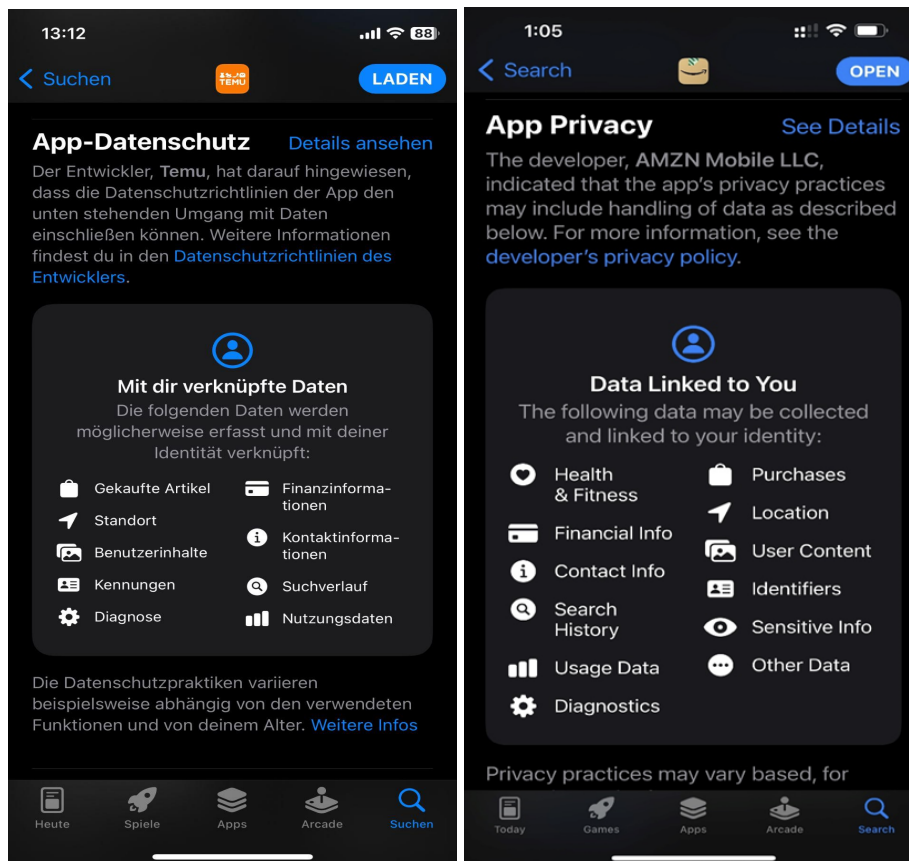 13:12
88
Suchen
TEMU
LADEN
App-Datenschutz
Details ansehen
Der Entwickler, Temu, hat darauf hingewiesen,
dass die Datenschutzrichtlinien der App den
unten stehenden Umgang mit Daten
einschließen können. Weitere Informationen
findest du in den Datenschutzrichtlinien des
Entwicklers.
Mit dir verknüpfte Daten
Die folgenden Daten werden
möglicherweise erfasst und mit deiner
Identität verknüpft:
Gekaufte Artikel
Standort
Benutzerinhalte
Kennungen
Diagnose
Finanzinforma-
tionen
Kontaktinforma-
tionen
Suchverlauf
Nutzungsdaten
Die Datenschutzpraktiken variieren
beispielsweise abhängig von den verwendeten
Funktionen und von deinem Alter. Weitere Infos
Heute
Spiele
Apps
Arcade
Suchen
1:05
Search
OPEN
App Privacy
See Details
The developer, AMZN Mobile LLC,
indicated that the app's privacy practices
may include handling of data as described
below. For more information, see the
developer's privacy policy.
Data Linked to You
The following data may be collected
and linked to your identity:
Health
& Fitness
Financial Info
Contact Info
Search
History
Usage Data
Diagnostics
Purchases
Location
User Content
Identifiers
Sensitive Info
Other Data
Privacy practices may vary based, for
Today
Games
Apps
Arcade
Search